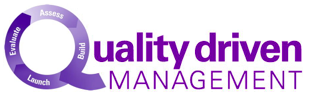 Assess
Build
Launch
Evaluate
Quality driven
MANAGEMENT